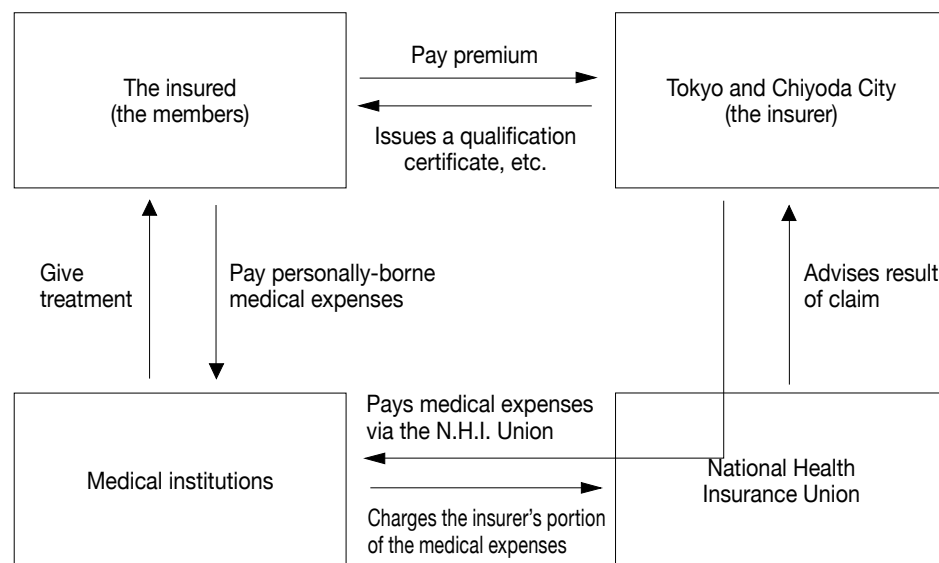 The insured
(the members)
Pay premium
Issues a qualification
certificate, etc.
Tokyo and Chiyoda City
(the insurer)
Give
treatment
Pay personally-borne
medical expenses
Advises result
of claim
Medical institutions
Pays medical expenses
via the N.H.I. Union
Charges the insurer's portion
of the medical expenses
National Health
Insurance Union